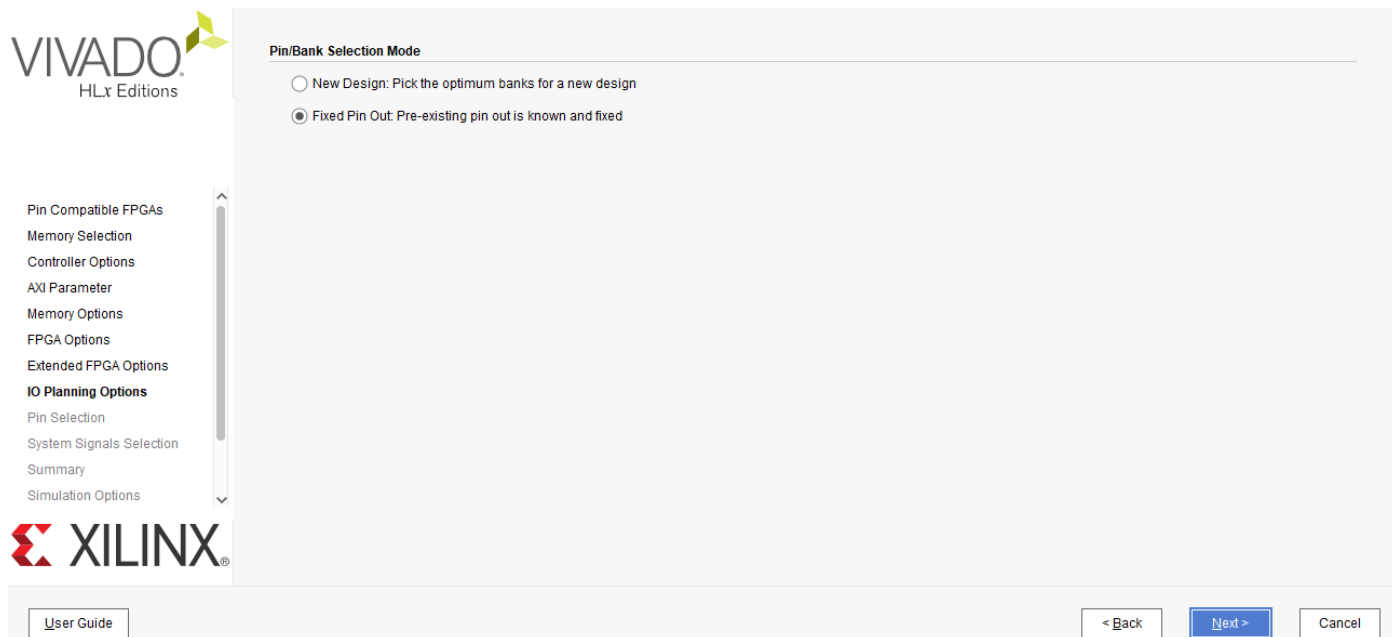 VIVADO.
HLx Editions
Pin/Bank Selection Mode
New Design: Pick the optimum banks for a new design
Fixed Pin Out: Pre-existing pin out is known and fixed
Pin Compatible FPGAs
Memory Selection
Controller Options
AXI Parameter
Memory Options
FPGA Options
Extended FPGA Options
IO Planning Options
Pin Selection
System Signals Selection
Summary
Simulation Options
XILINX®
User Guide
< Back
Next >
Cancel